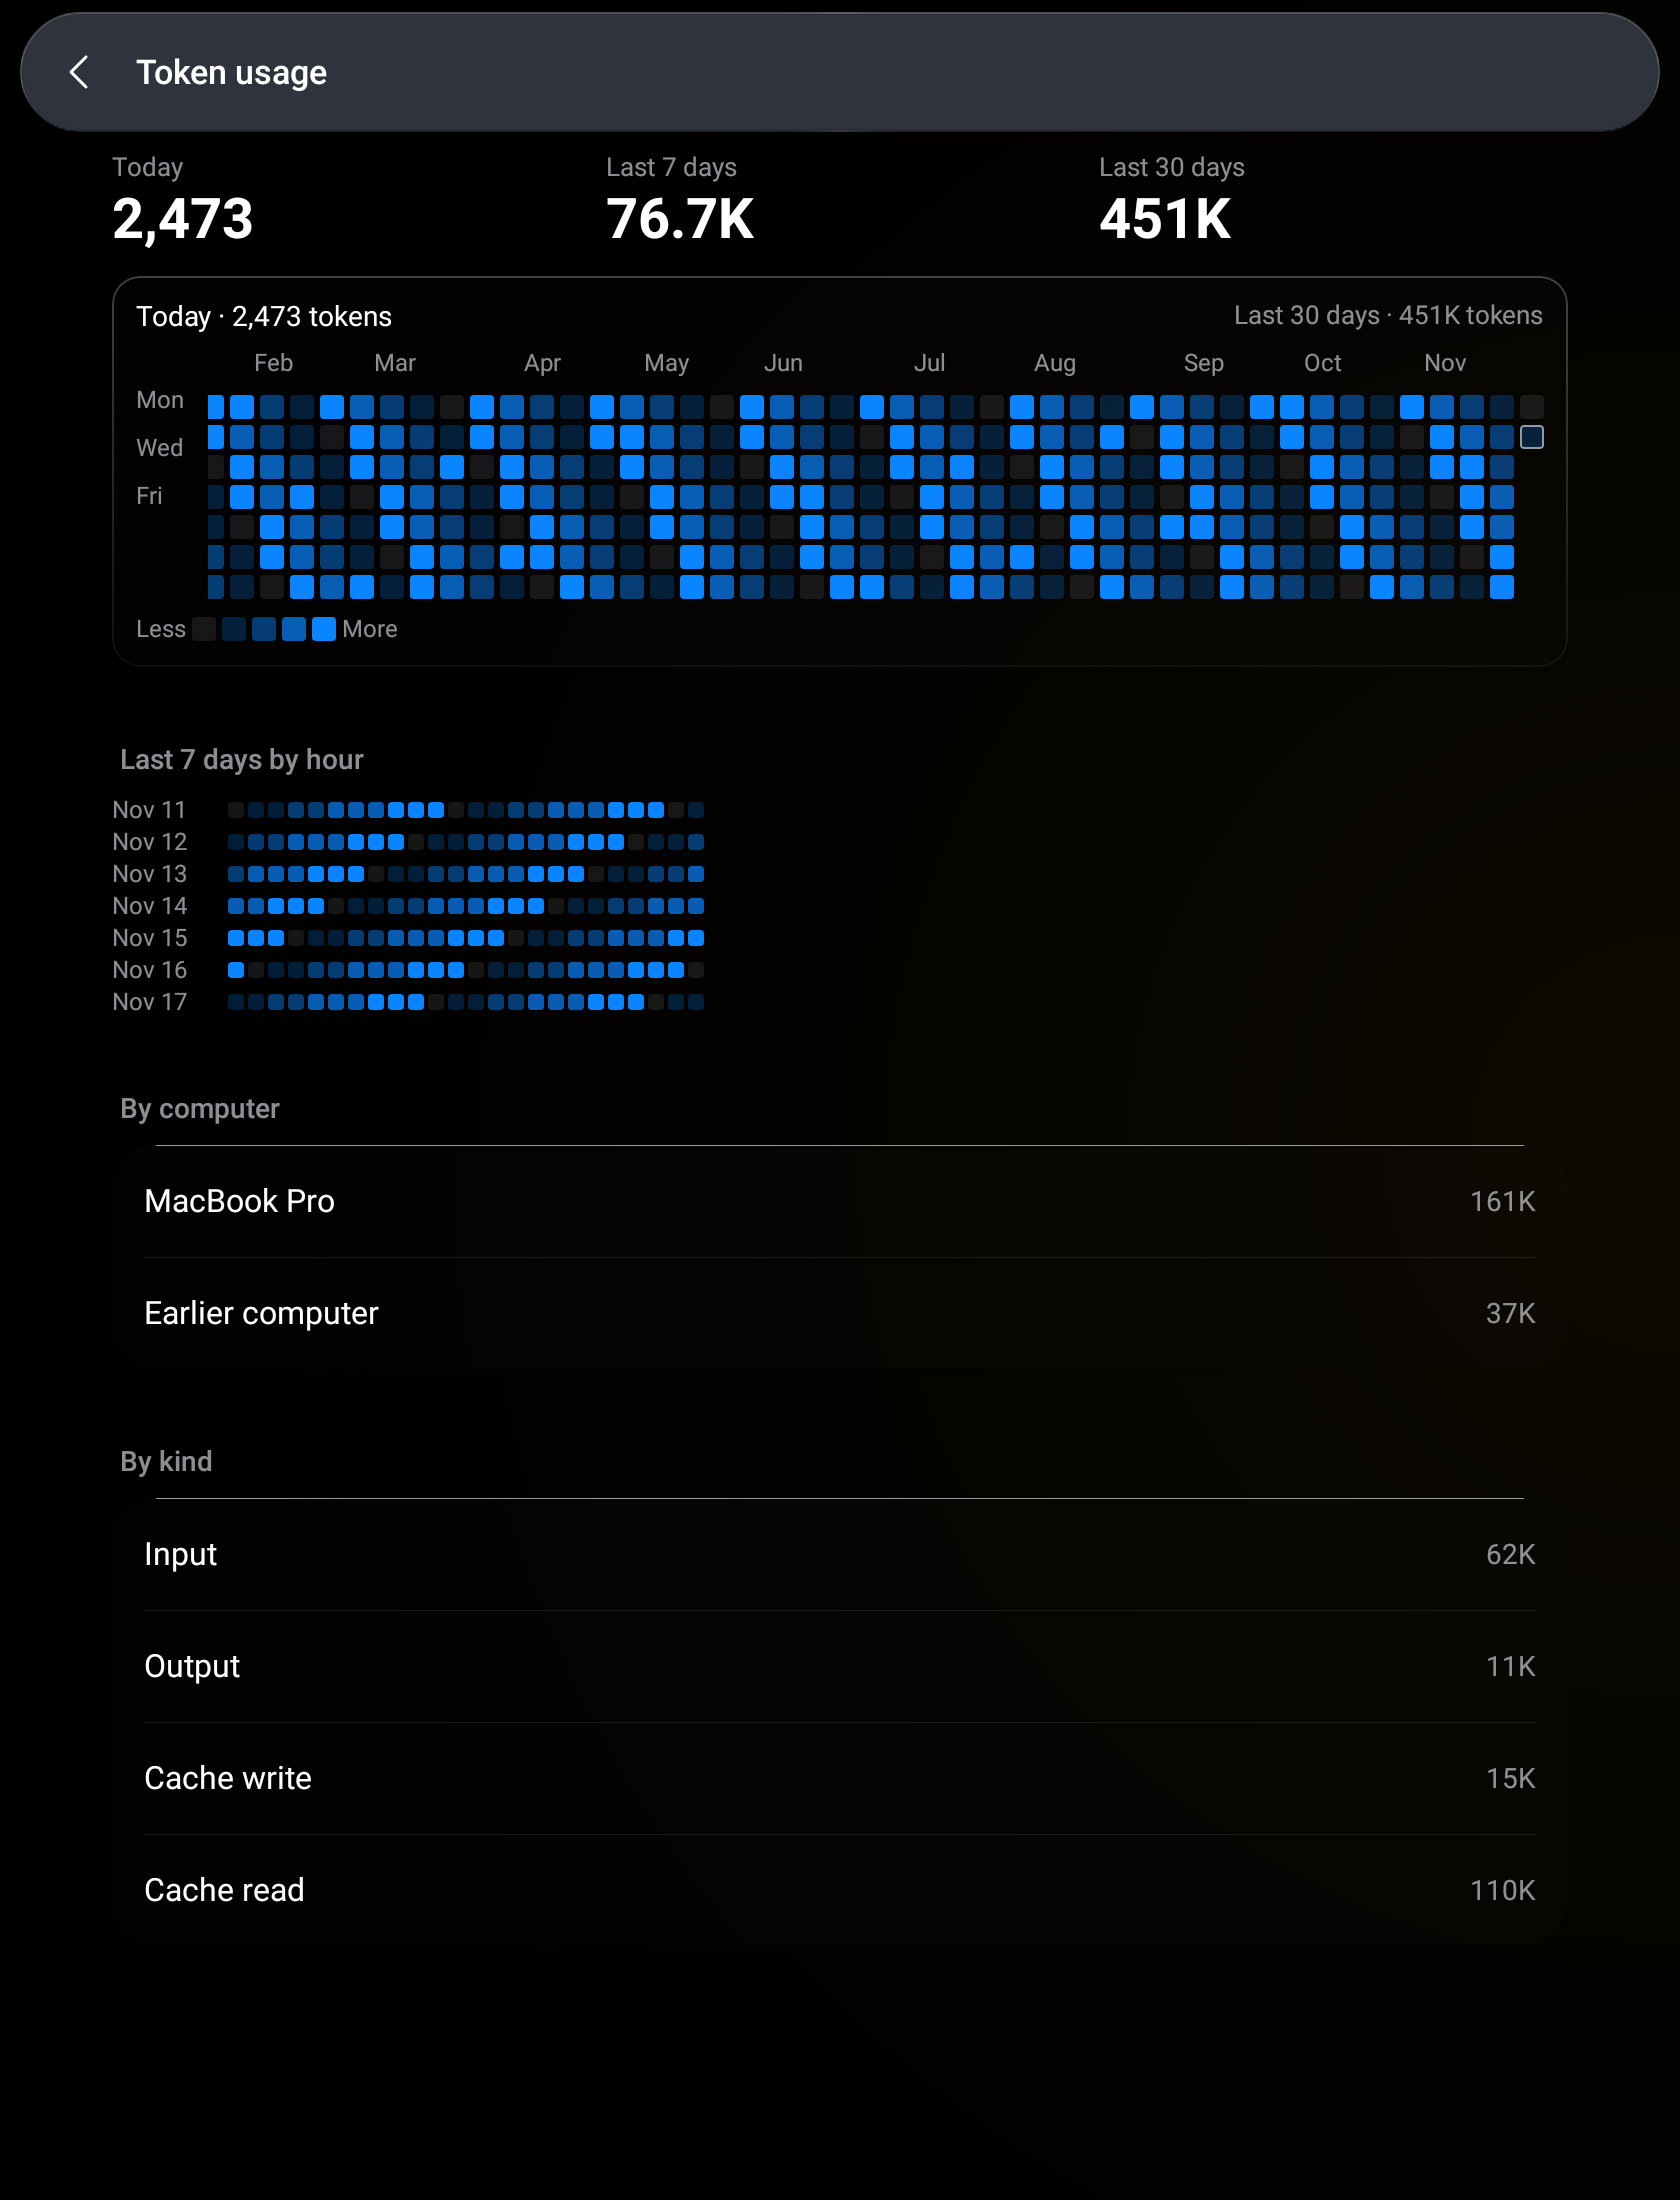 Token usage
Today
2,473
Last 7 days
76.7K
Last 30 days
451K
Today · 2,473 tokens
Last 30 days · 451K tokens
Feb Mar Apr May Jun Jul Aug Sep Oct Nov
Mon
Wed
Fri
Less More
Last 7 days by hour
Nov 11
Nov 12
Nov 13
Nov 14
Nov 15
Nov 16
Nov 17
By computer
MacBook Pro 161K
Earlier computer 37K
By kind
Input 62K
Output 11K
Cache write 15K
Cache read 110K